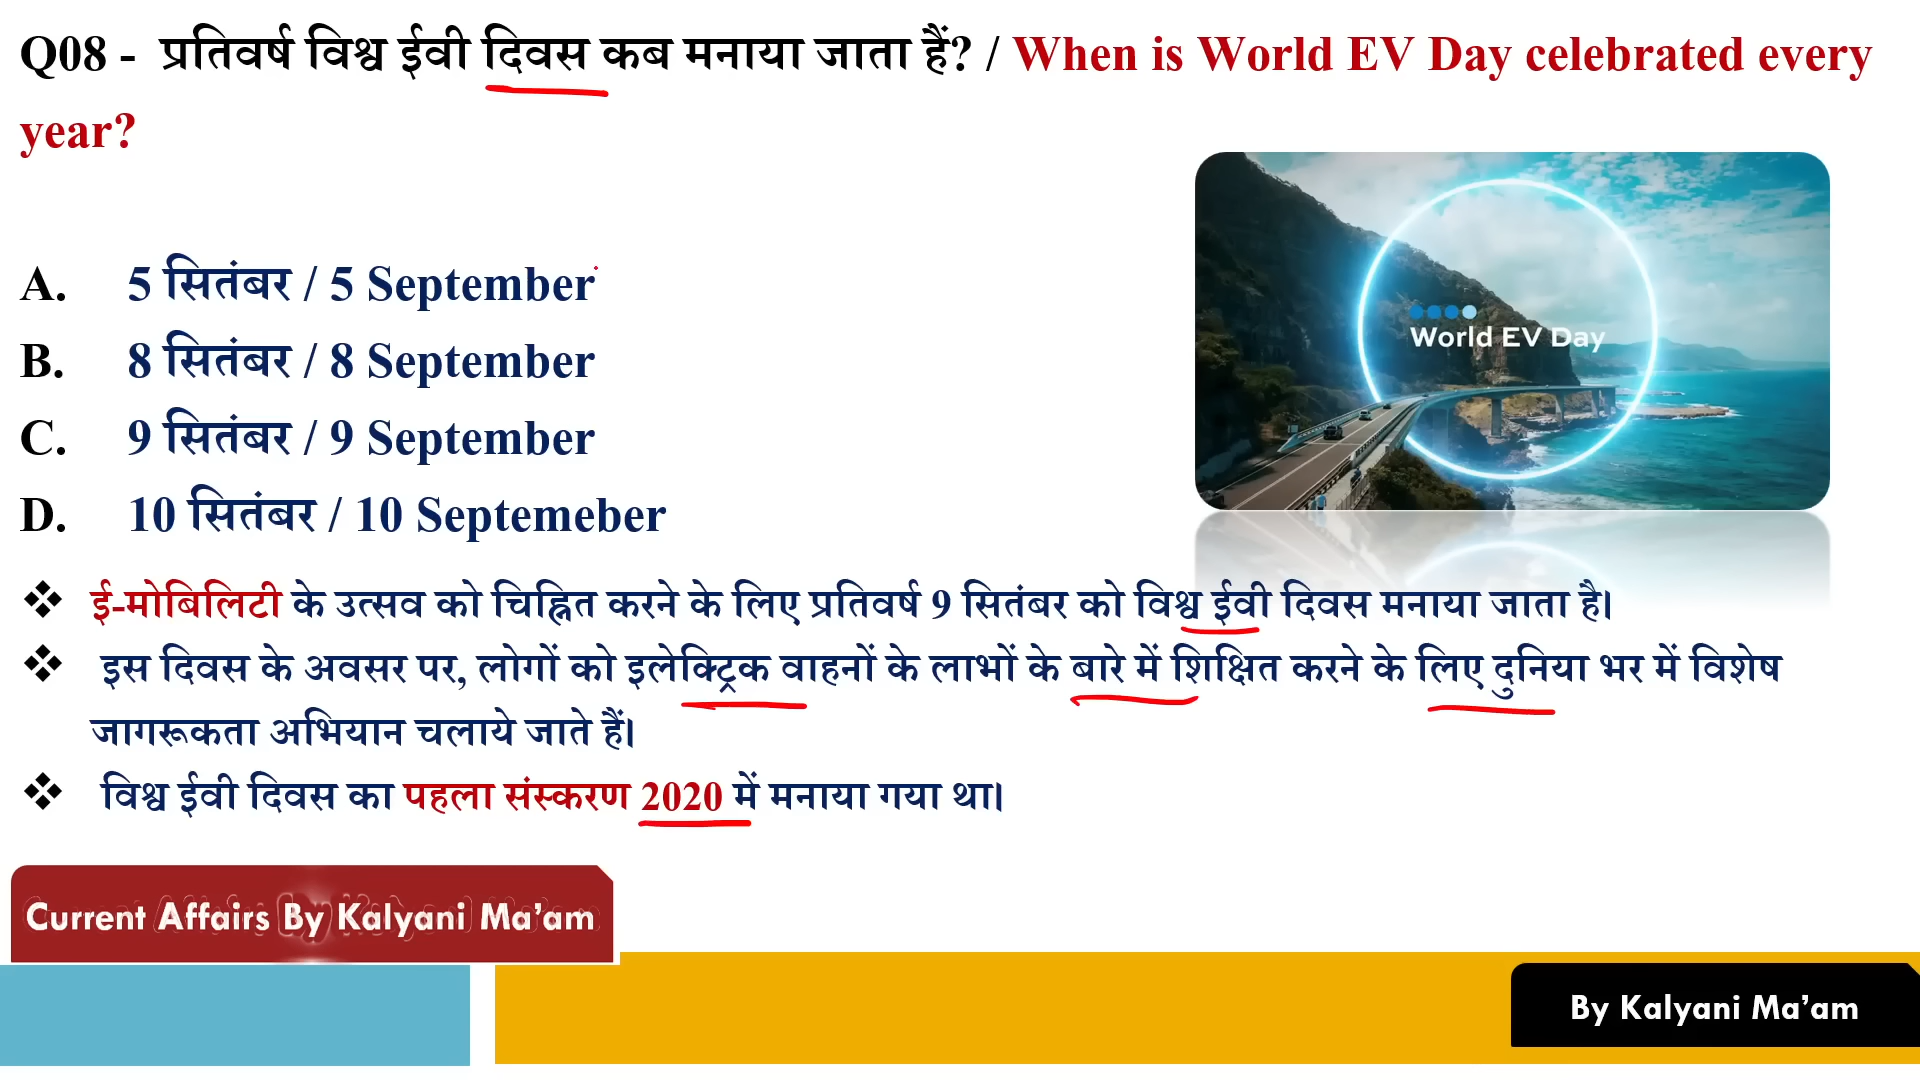 Q08 - प्रतिवर्ष विश्व ईवी दिवस कब मनाया जाता हैं? / When is World EV Day celebrated every
year?
A. 5 सितंबर / 5 September
B. 8 सितंबर / 8 September
C. 9 सितंबर / 9 September
D. 10 सितंबर / 10 Septemeber
World EV Day
❖ ई-मोबिलिटी के उत्सव को चिह्नित करने के लिए प्रतिवर्ष 9 सितंबर को विश्व ईवी दिवस मनाया जाता है।
❖ इस दिवस के अवसर पर, लोगों को इलेक्ट्रिक वाहनों के लाभों के बारे में शिक्षित करने के लिए दुनिया भर में विशेष
जागरूकता अभियान चलाये जाते हैं।
❖ विश्व ईवी दिवस का पहला संस्करण 2020 में मनाया गया था।
Current Affairs By Kalyani Ma’am
By Kalyani Ma’am